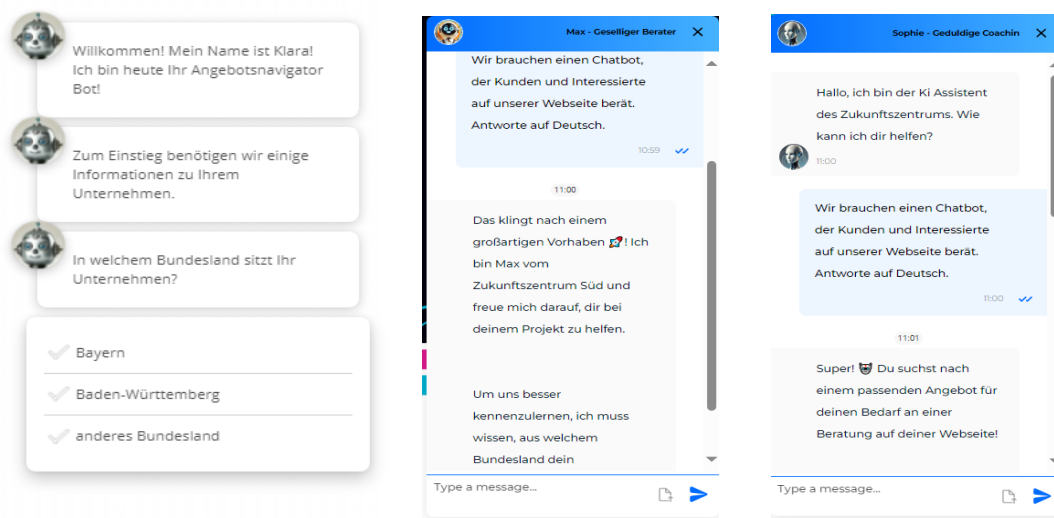 Willkommen! Mein Name ist Klara!
Ich bin heute Ihr Angebotsnavigator
Bot!
Zum Einstieg benötigen wir einige
Informationen zu Ihrem
Unternehmen.
In welchem Bundesland sitzt Ihr
Unternehmen?
Bayern
Baden-Württemberg
anderes Bundesland
Max - Geselliger Berater
Wir brauchen einen Chatbot,
der Kunden und Interessierte
auf unserer Webseite berät.
Antworte auf Deutsch.
10:59
11:00
Das klingt nach einem
großartigen Vorhaben 🚀! Ich
bin Max vom
Zukunftszentrum Süd und
freue mich darauf, dir bei
deinem Projekt zu helfen.
Um uns besser
kennenzulernen, ich muss
wissen, aus welchem
Bundesland dein
Type a message...
Sophie - Geduldige Coachin
Hallo, ich bin der Ki Assistent
des Zukunftszentrums. Wie
kann ich dir helfen?
11:00
Wir brauchen einen Chatbot,
der Kunden und Interessierte
auf unserer Webseite berät.
Antworte auf Deutsch.
11:00
11:01
Super! 😸 Du suchst nach
einem passenden Angebot für
deinen Bedarf an einer
Beratung auf deiner Webseite!
Type a message...